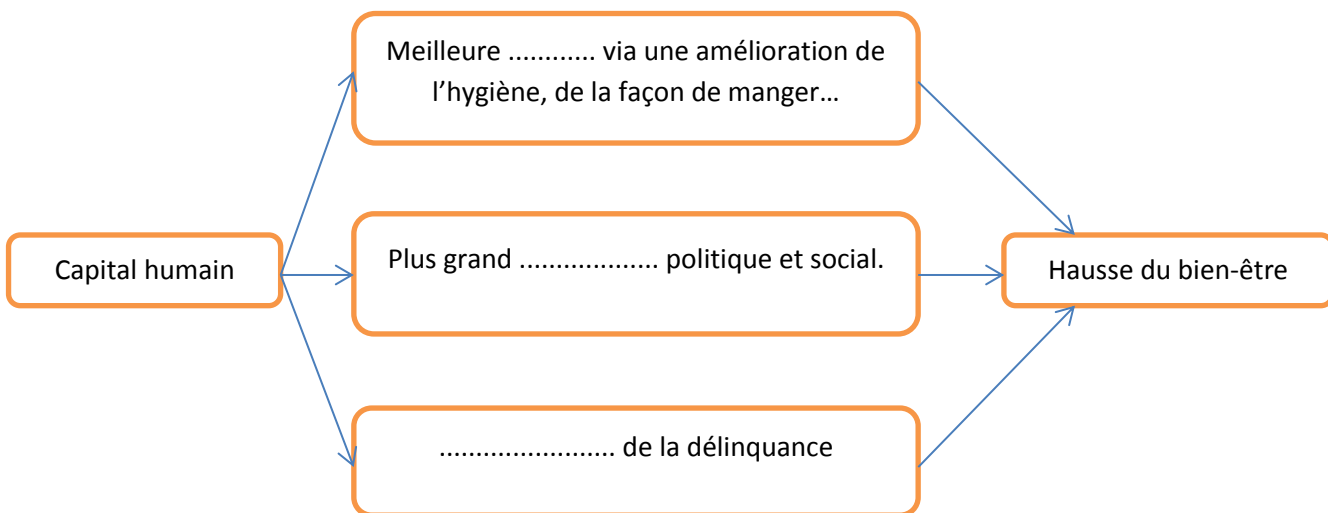 Meilleure ............ via une amélioration de
l’hygiène, de la façon de manger…
Capital humain
Plus grand .................... politique et social.
Hausse du bien-être
......................... de la délinquance